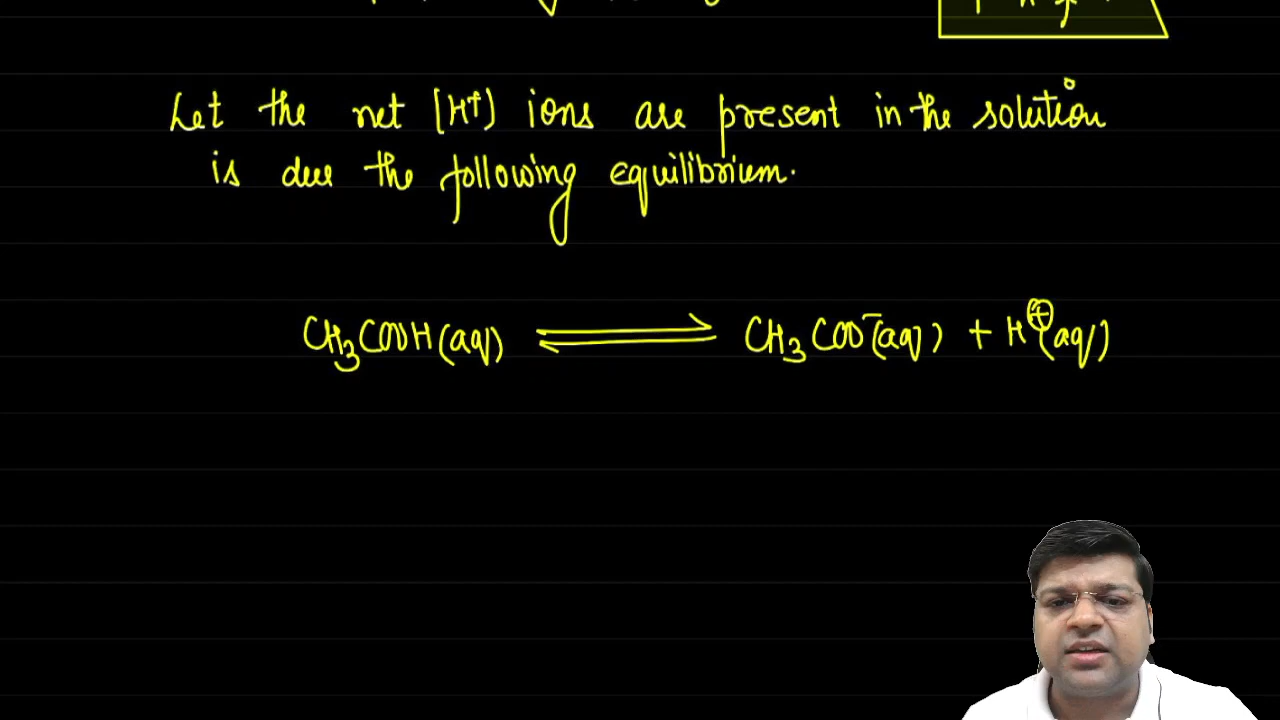 Let the net [H+] ions are present in the solution
is due the following equilibrium.
CH3COOH(aq) ⇌ CH3COO⁻(aq) + H⊕(aq)